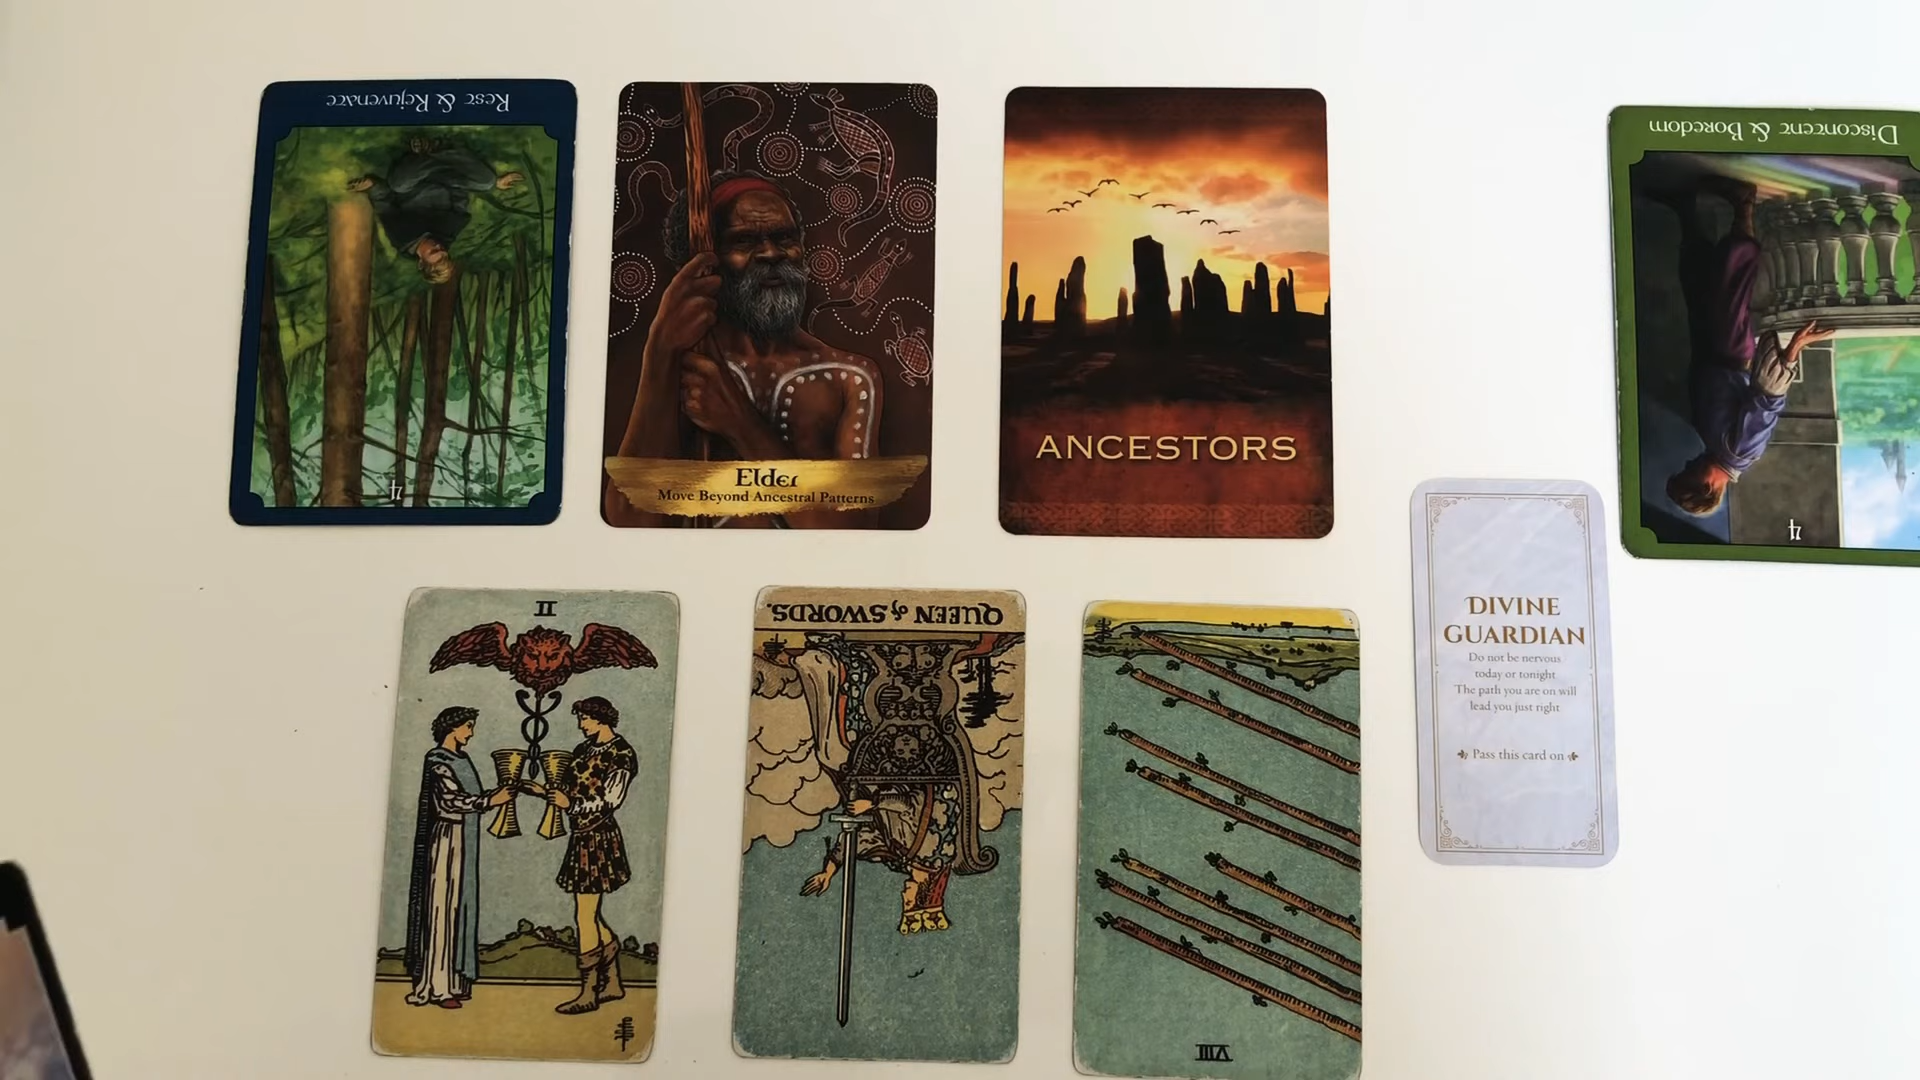 Rest & Rejuvenate
4
Elder
Move Beyond Ancestral Patterns
ANCESTORS
Discontent & Boredom
4
II
QUEEN of SWORDS.
VIII
DIVINE
GUARDIAN
Do not be nervous
today or tonight
The path you are on will
lead you just right
Pass this card on